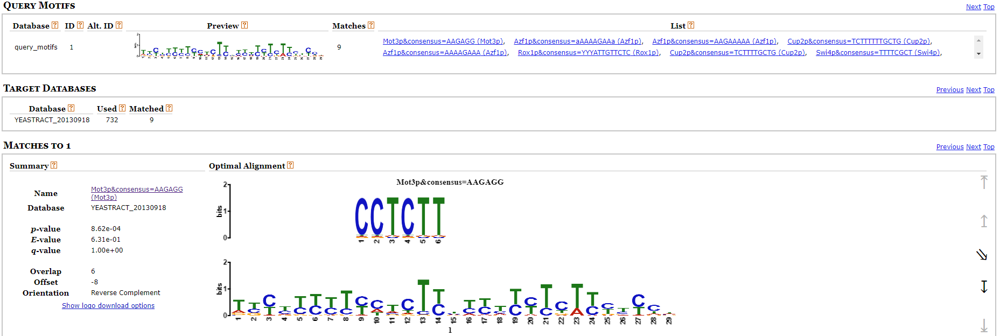 QUERY MOTIFS
Next Top
Database ? ID ? Alt. ID ? Preview ? Matches ? List ?
query_motifs 1 9 Mot3p&consensus=AAGAGG (Mot3p), Azf1p&consensus=aAAAAGAAa (Azf1p), Azf1p&consensus=AAGAAAAA (Azf1p), Cup2p&consensus=TCTTTTTTGCTG (Cup2p),
Azf1p&consensus=AAAAGAAA (Azf1p), Rox1p&consensus=YYYATTGTTCTC (Rox1p), Cup2p&consensus=TCTTTTGCTG (Cup2p), Swi4p&consensus=TTTTCGCT (Swi4p),
TARGET DATABASES
Previous Next Top
Database ? Used ? Matched ?
YEASTRACT_20130918 732 9
MATCHES TO 1
Previous Next Top
Summary ?
Name Mot3p&consensus=AAGAGG
(Mot3p)
Database YEASTRACT_20130918
p-value 8.62e-04
E-value 6.31e-01
q-value 1.00e+00
Overlap 6
Offset -8
Orientation Reverse Complement
Show logo download options
Optimal Alignment ?
Mot3p&consensus=AAGAGG
2
bits
1
0
CCTCTT
1 2 3 4 5 6
2
bits
1
0
1 2 3 4 5 6 7 8 9 10 11 12 13 14 15 16 17 18 19 20 21 22 23 24 25 26 27 28 29
1